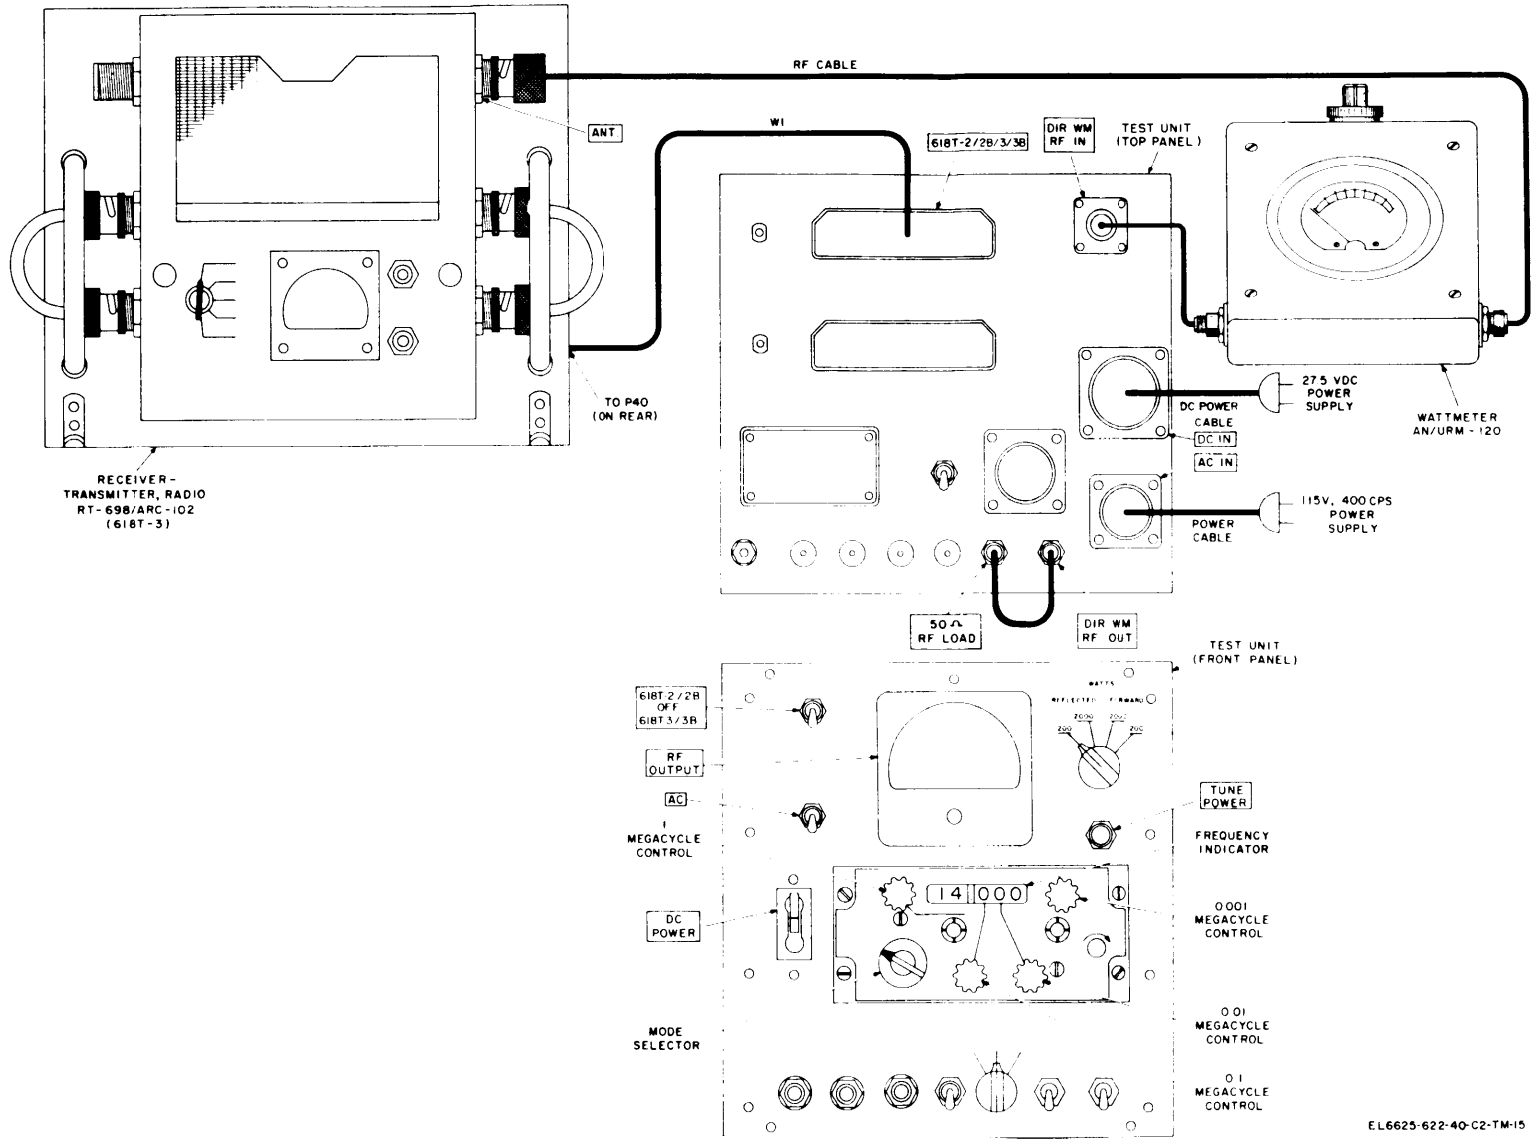 RF CABLE
ANT
W1
618T-2/2B/3/3B
DIR WM
RF IN
TEST UNIT
(TOP PANEL)
TO P40
(ON REAR)
RECEIVER-
TRANSMITTER, RADIO
RT-698/ARC-102
(618T-3)
DC POWER
CABLE
DC IN
AC IN
27.5 VDC
POWER
SUPPLY
WATTMETER
AN/URM-120
115V, 400 CPS
POWER
SUPPLY
POWER
CABLE
50 Ω
RF LOAD
DIR WM
RF OUT
TEST UNIT
(FRONT PANEL)
618T-2/2B
OFF
618T3/3B
WATTS
REFLECTED FORWARD
200 2000 200
RF
OUTPUT
AC
1
MEGACYCLE
CONTROL
TUNE
POWER
FREQUENCY
INDICATOR
14 000
DC
POWER
0.001
MEGACYCLE
CONTROL
MODE
SELECTOR
0.01
MEGACYCLE
CONTROL
0.1
MEGACYCLE
CONTROL
EL6625-622-40-C2-TM-15